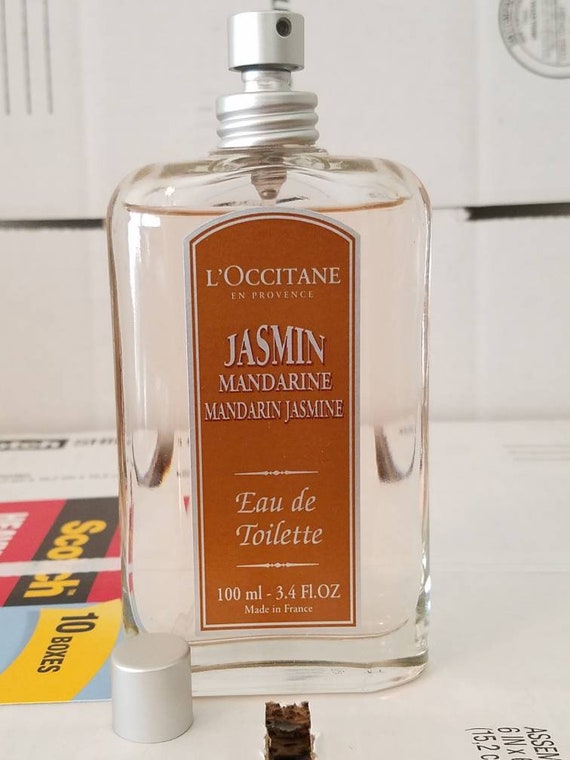 L'OCCITANE
EN PROVENCE
JASMIN
MANDARINE
MANDARIN JASMINE
Eau de
Toilette
100 ml - 3.4 Fl.OZ
Made in France
Scotch
10 BOXES